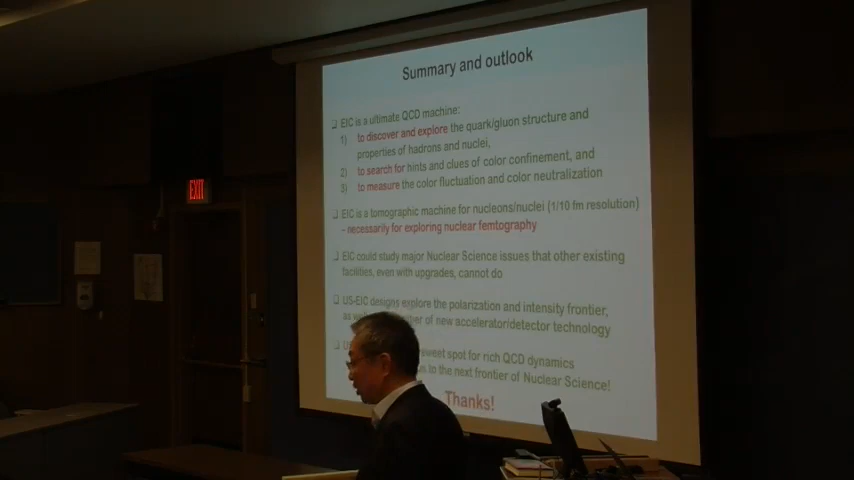 Summary and outlook
❑ EIC is a ultimate QCD machine:
1) to discover and explore the quark/gluon structure and
properties of hadrons and nuclei,
2) to search for hints and clues of color confinement, and
3) to measure the color fluctuation and color neutralization
❑ EIC is a tomographic machine for nucleons/nuclei (1/10 fm resolution)
– necessarily for exploring nuclear femtography
❑ EIC could study major Nuclear Science issues that other existing
facilities, even with upgrades, cannot do
❑ US-EIC designs explore the polarization and intensity frontier,
as of new accelerator/detector technology
❑ sweet spot for rich QCD dynamics
us to the next frontier of Nuclear Science!
Thanks!
EXIT